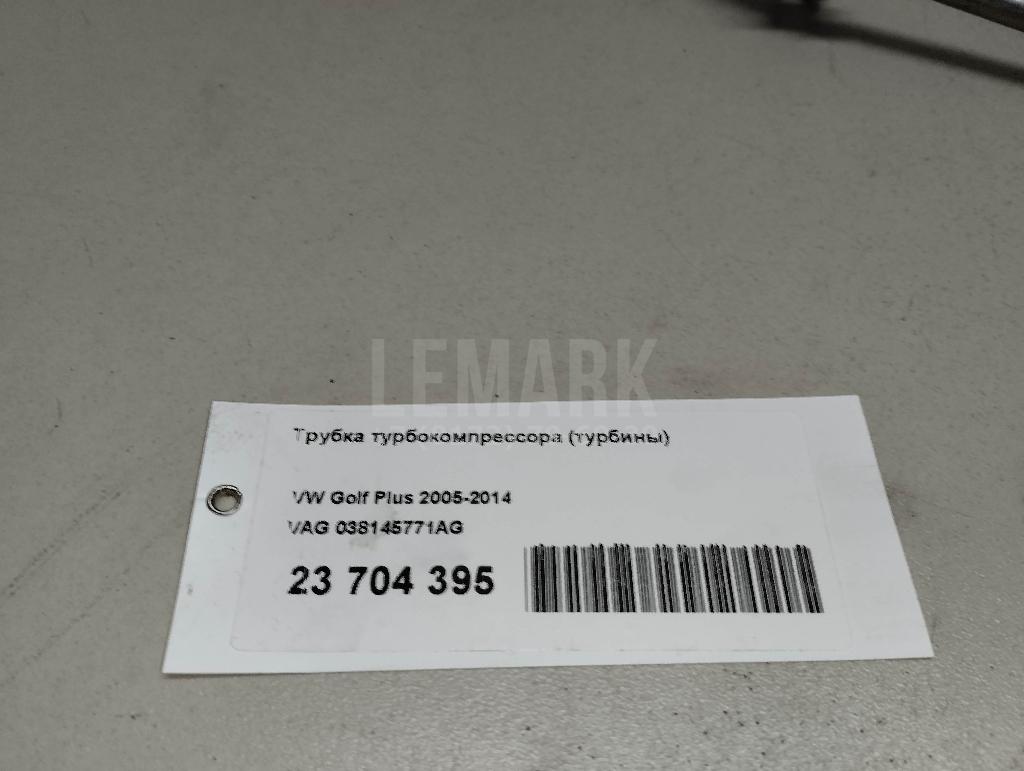 LEMARK
Трубка турбокомпрессора (турбины)
VW Golf Plus 2005-2014
VAG 038145771AG
23 704 395